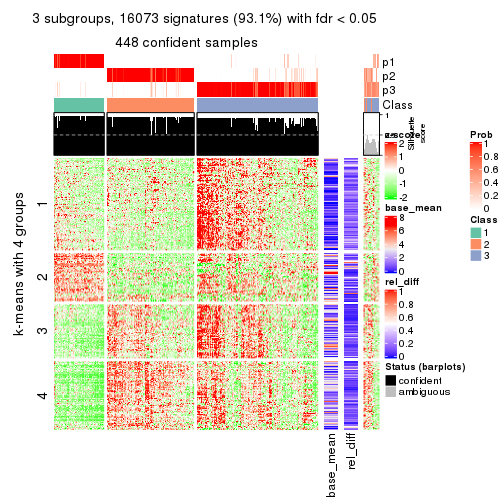 3 subgroups, 16073 signatures (93.1%) with fdr < 0.05
448 confident samples
p1
p2
p3
Class
1
Silhouette
score
z-score
2
1
0
-1
-2
Prob
1
0.8
0.6
0.4
0.2
0
base_mean
8
6
4
2
0
Class
1
2
3
rel_diff
1
0.8
0.6
0.4
0.2
0
Status (barplots)
confident
ambiguous
k-means with 4 groups
1
2
3
4
base_mean
rel_diff